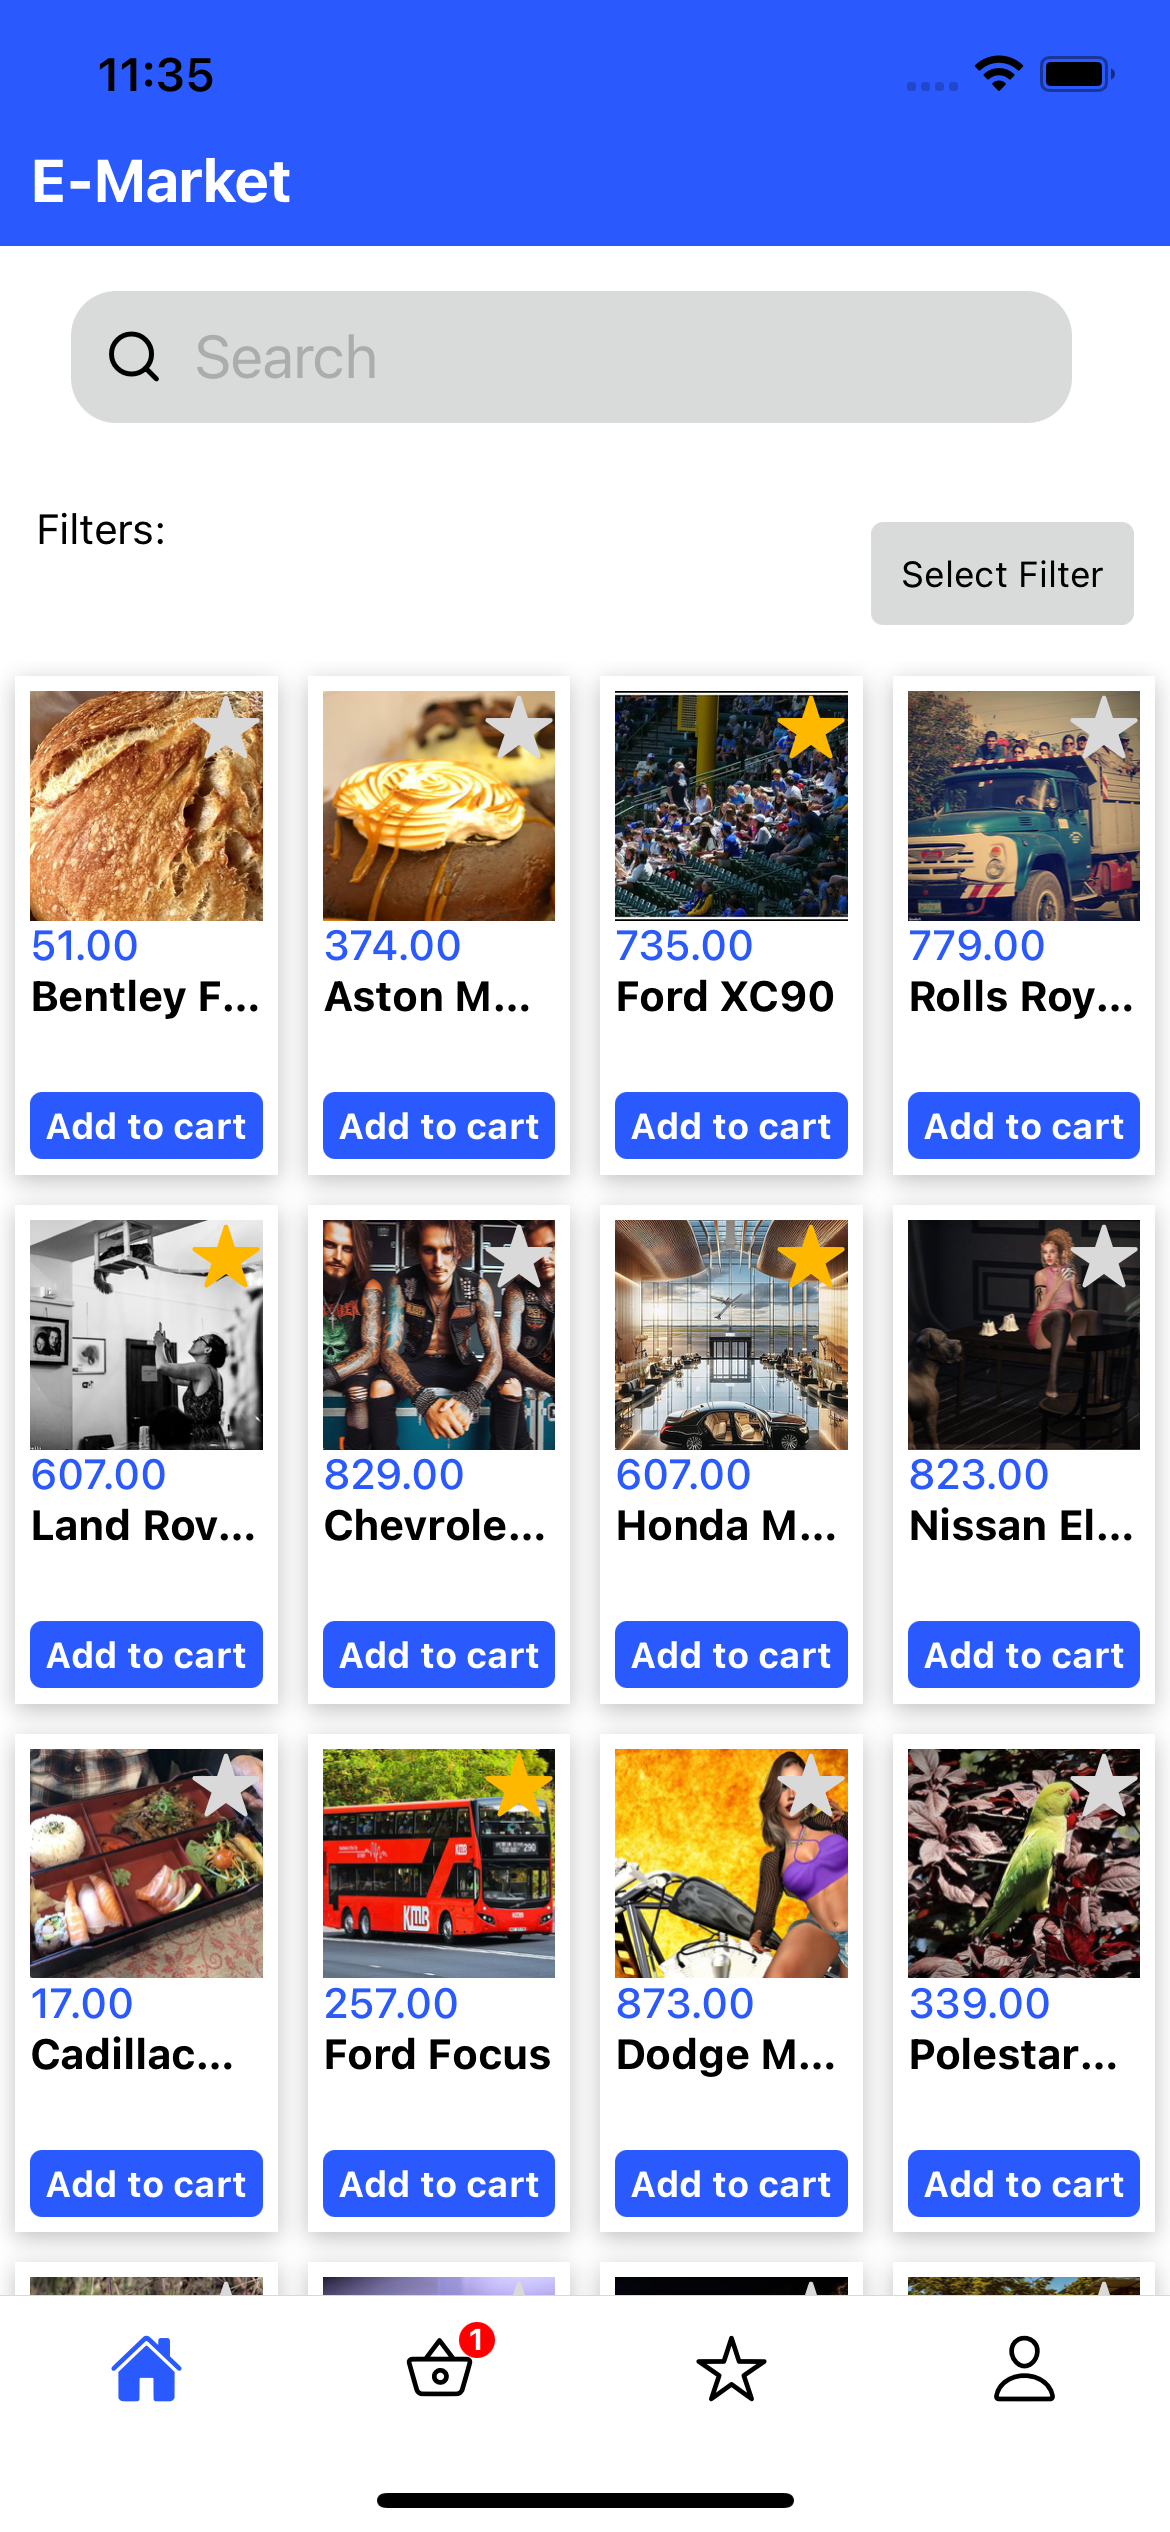 11:35
E-Market
Search
Filters:
Select Filter
51.00 374.00 735.00 779.00
Bentley F... Aston M... Ford XC90 Rolls Roy...
Add to cart Add to cart Add to cart Add to cart
607.00 829.00 607.00 823.00
Land Rov... Chevrole... Honda M... Nissan El...
Add to cart Add to cart Add to cart Add to cart
KMB
290
KMB
17.00 257.00 873.00 339.00
Cadillac... Ford Focus Dodge M... Polestar...
Add to cart Add to cart Add to cart Add to cart
1